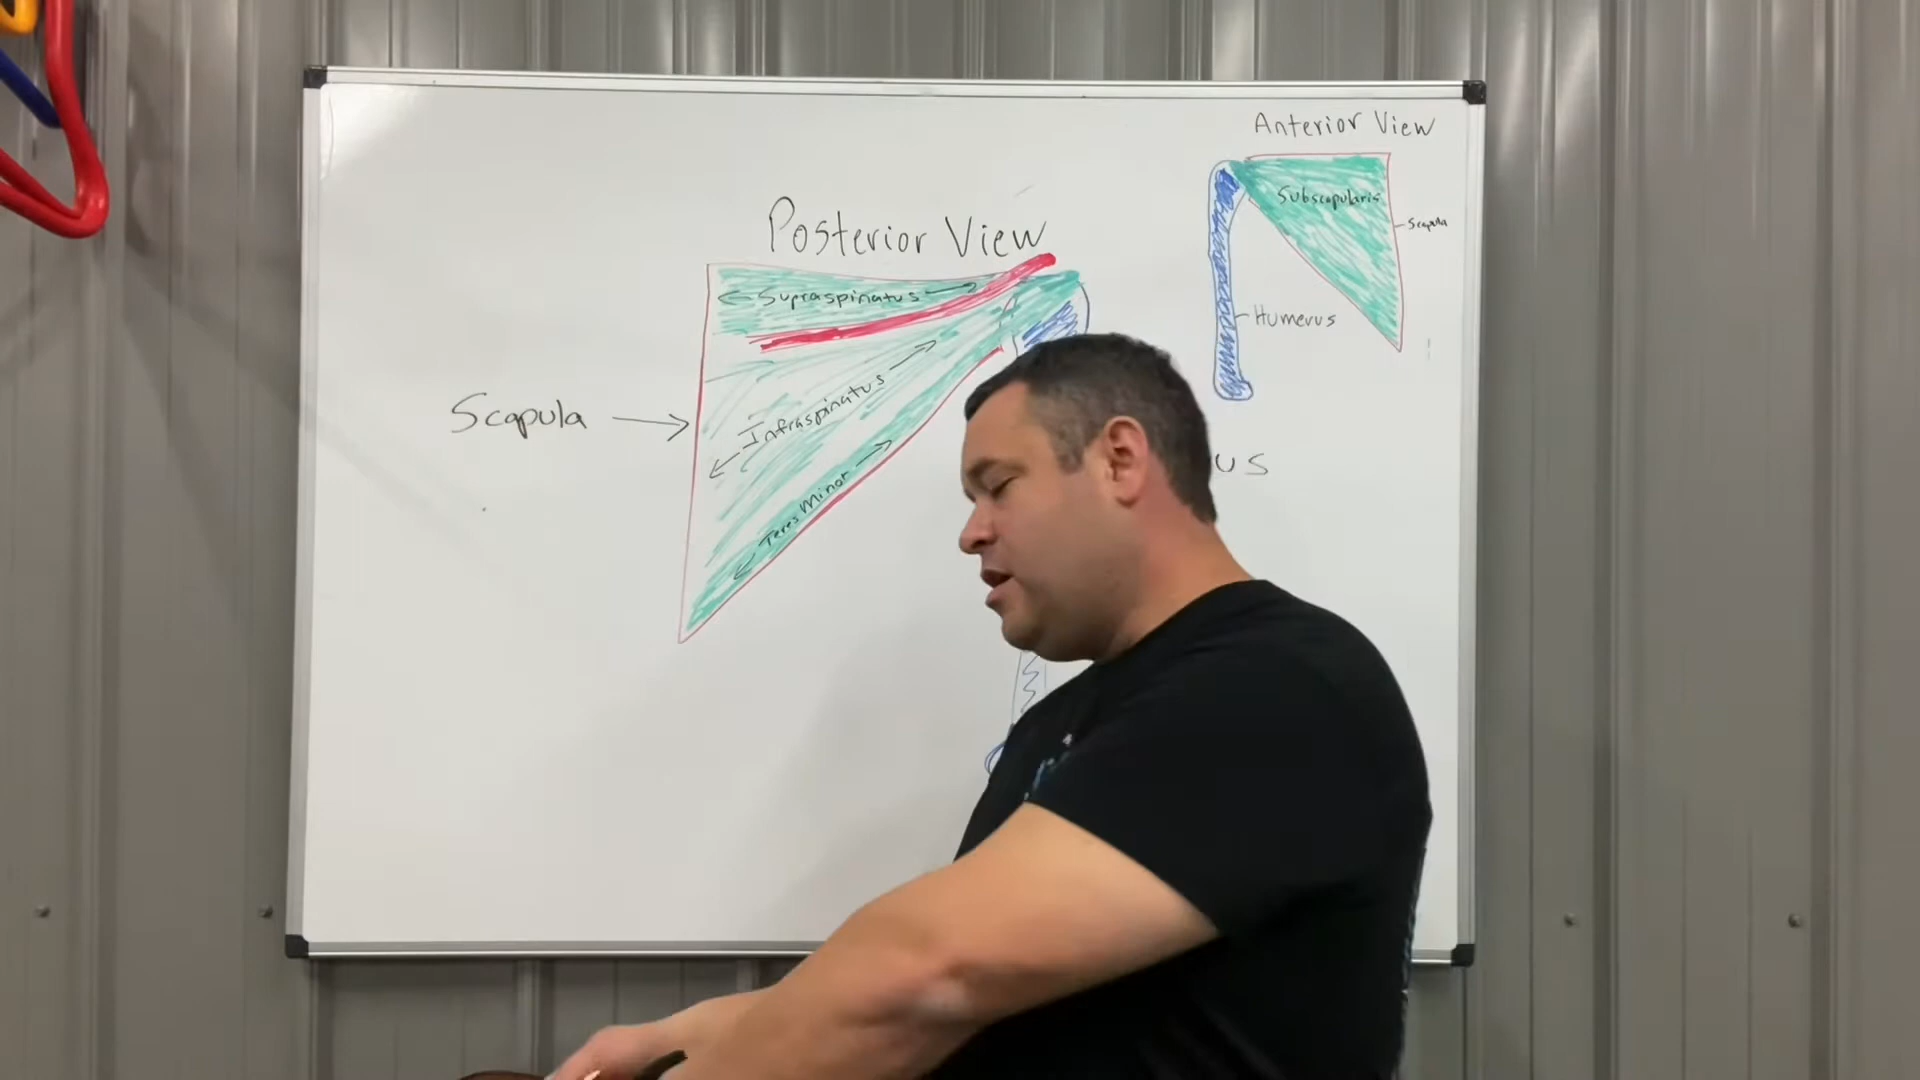 Anterior View
Subscapularis
Scapula
Humerus
Posterior View
Supraspinatus
Infraspinatus
Teres Minor
Scapula
us